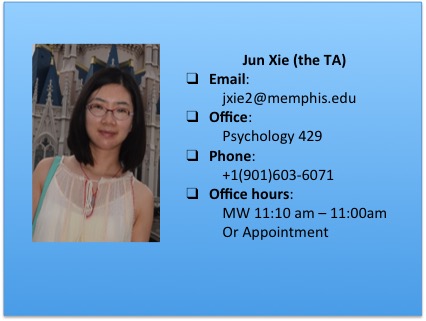 Jun Xie (the TA)
❑ Email:
jxie2@memphis.edu
❑ Office:
Psychology 429
❑ Phone:
+1(901)603-6071
❑ Office hours:
MW 11:10 am – 11:00am
Or Appointment